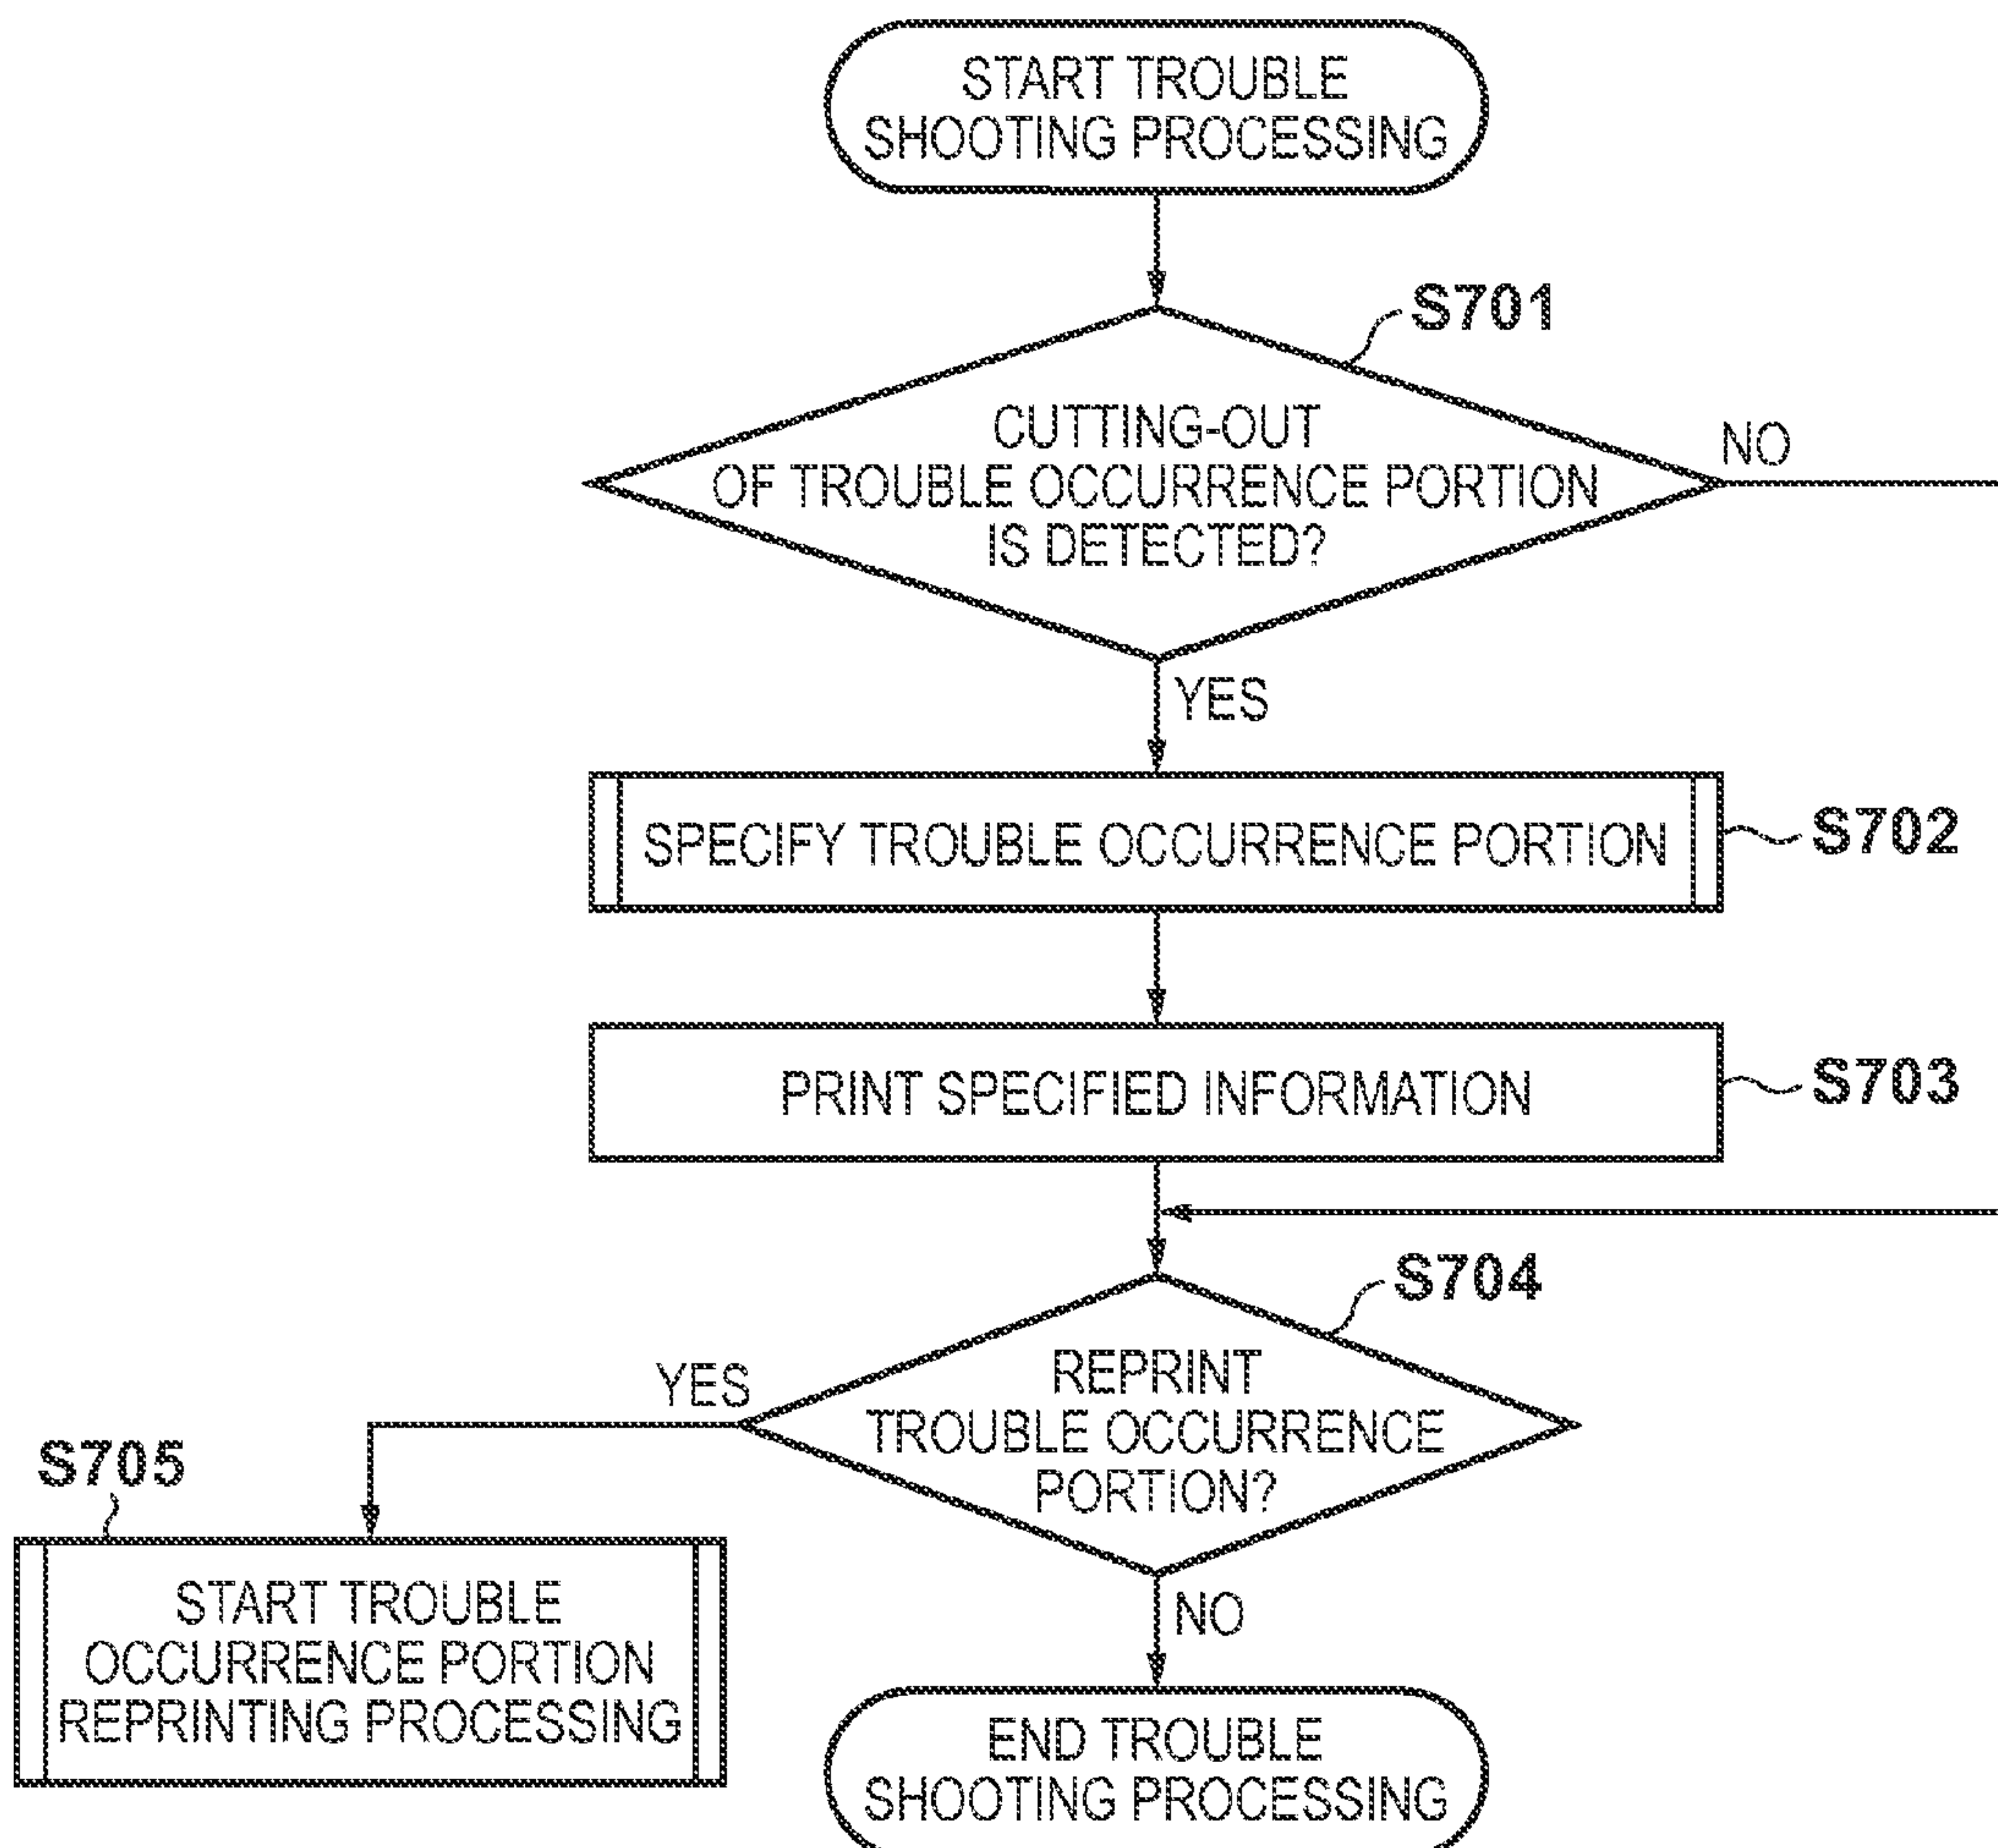 START TROUBLE
SHOOTING PROCESSING
S701
CUTTING-OUT
OF TROUBLE OCCURRENCE PORTION
IS DETECTED?
NO
YES
SPECIFY TROUBLE OCCURRENCE PORTION
S702
PRINT SPECIFIED INFORMATION
S703
S704
REPRINT
TROUBLE OCCURRENCE
PORTION?
YES
S705
START TROUBLE
OCCURRENCE PORTION
REPRINTING PROCESSING
NO
END TROUBLE
SHOOTING PROCESSING